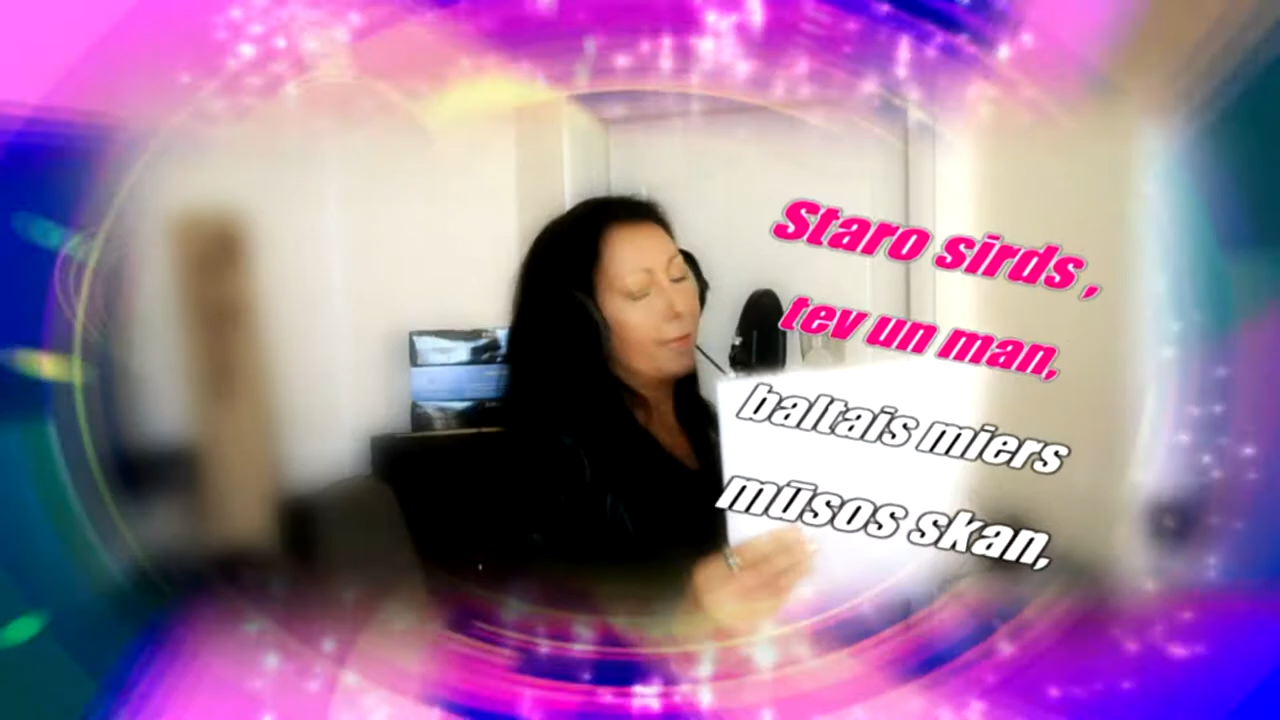 Staro sirds ,
tev un man,
baltais miers
mūsos skan,